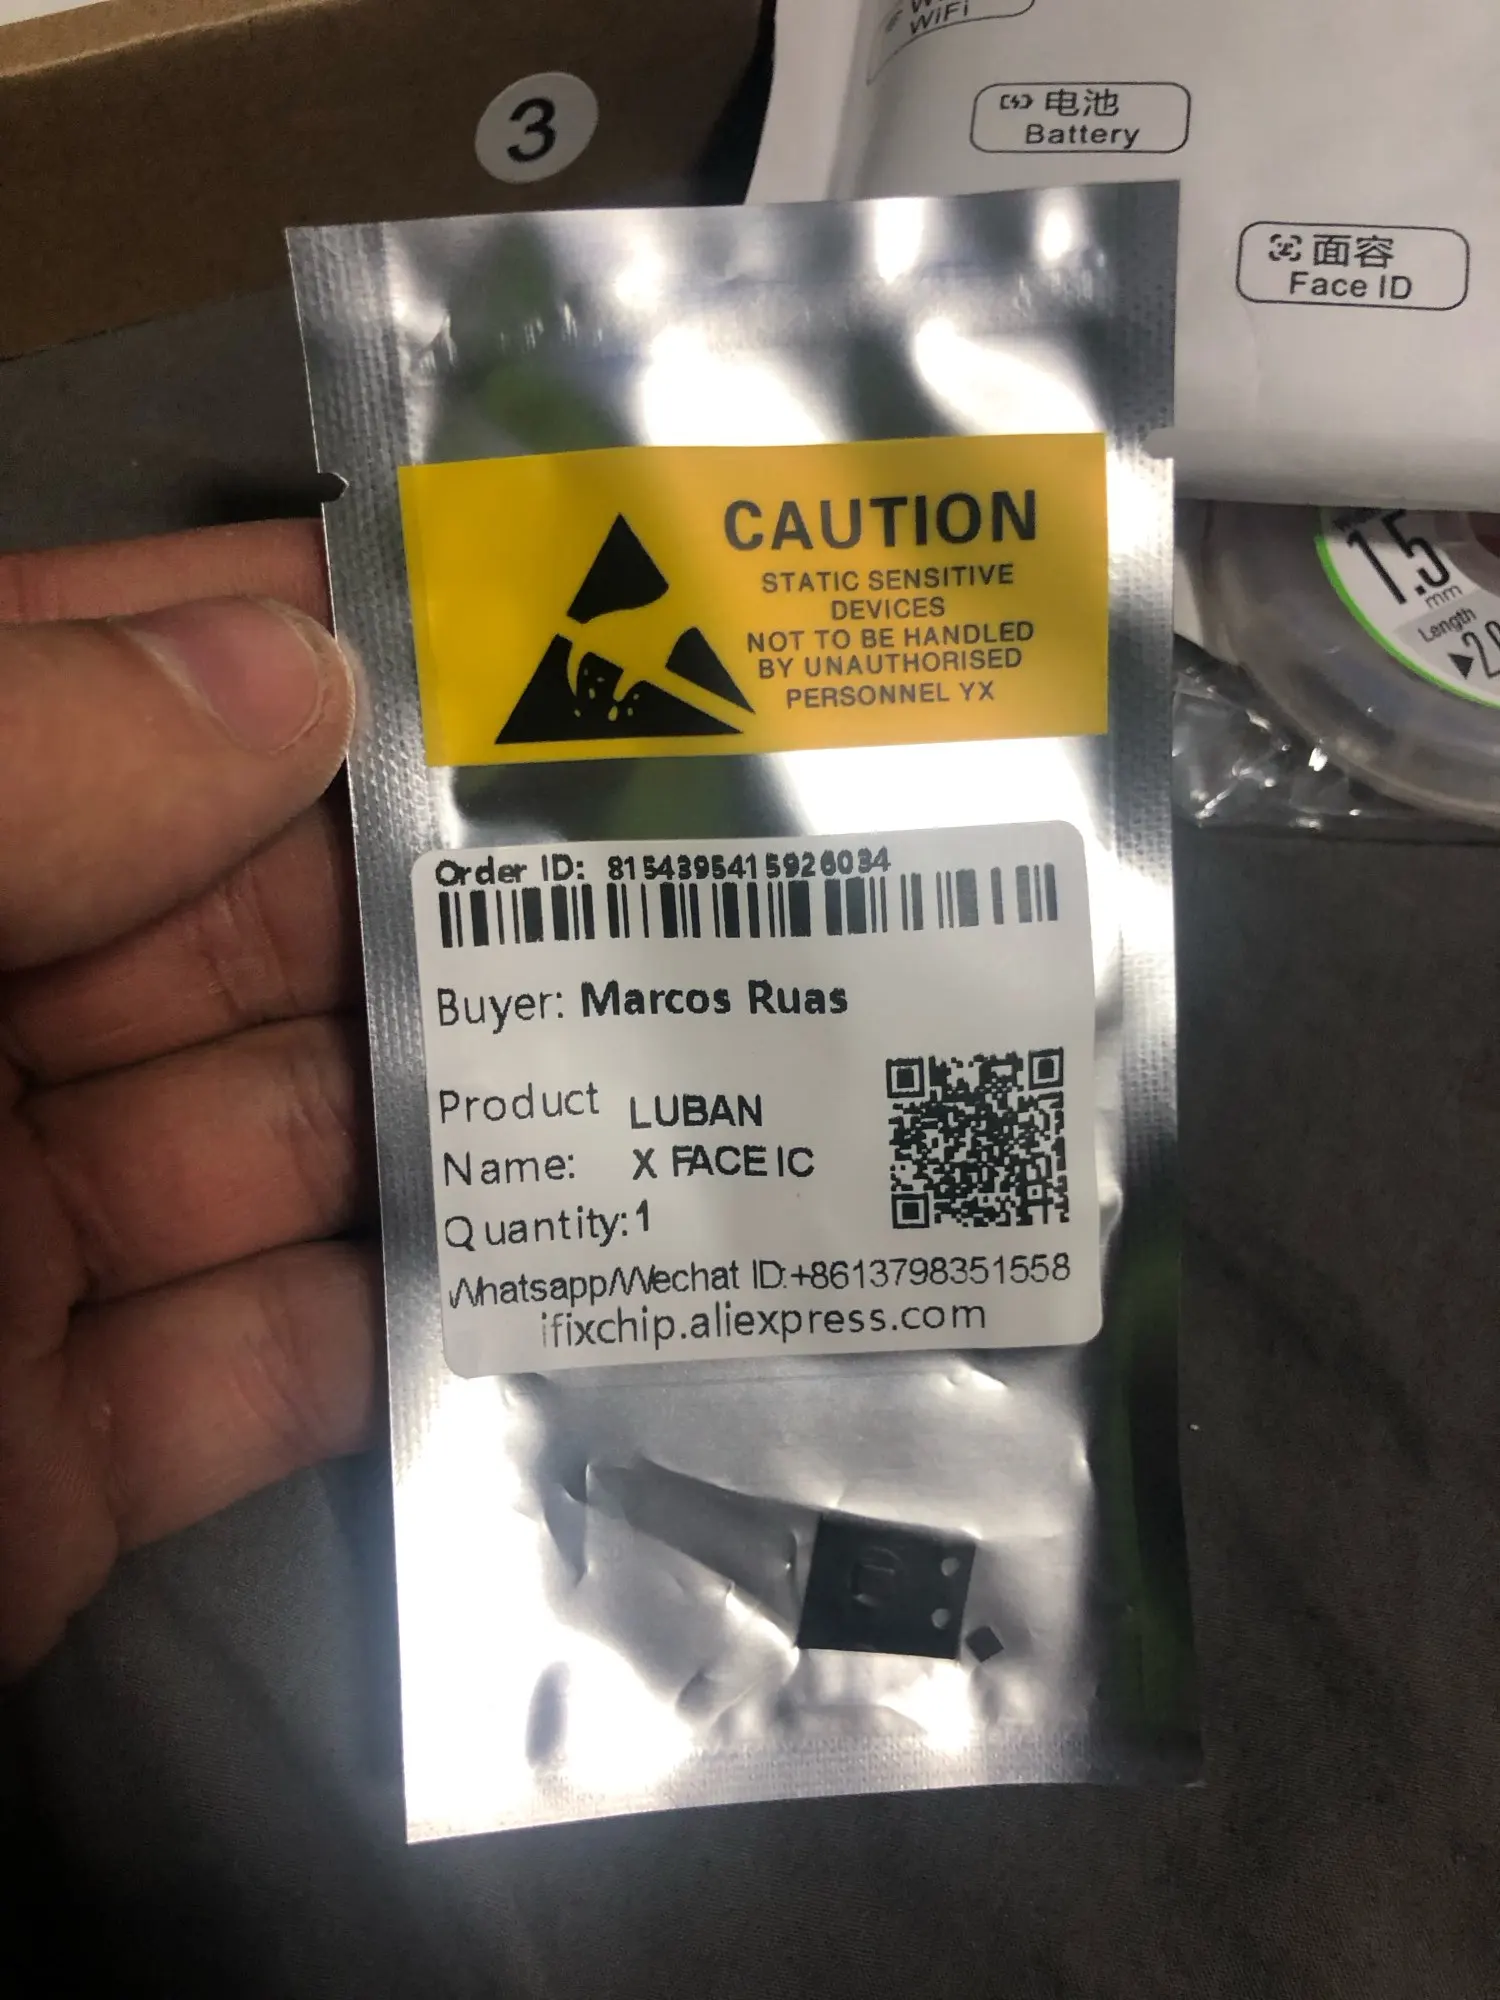 WiFi
3
电池
Battery
面容
Face ID
CAUTION
STATIC SENSITIVE
DEVICES
NOT TO BE HANDLED
BY UNAUTHORISED
PERSONNEL YX
1.5
mm
Length
Order ID: 8154395415926034
Buyer: Marcos Ruas
Product LUBAN
Name: X FACE IC
Quantity:1
Whatsapp/Wechat ID:+8613798351558
ifixchip.aliexpress.com